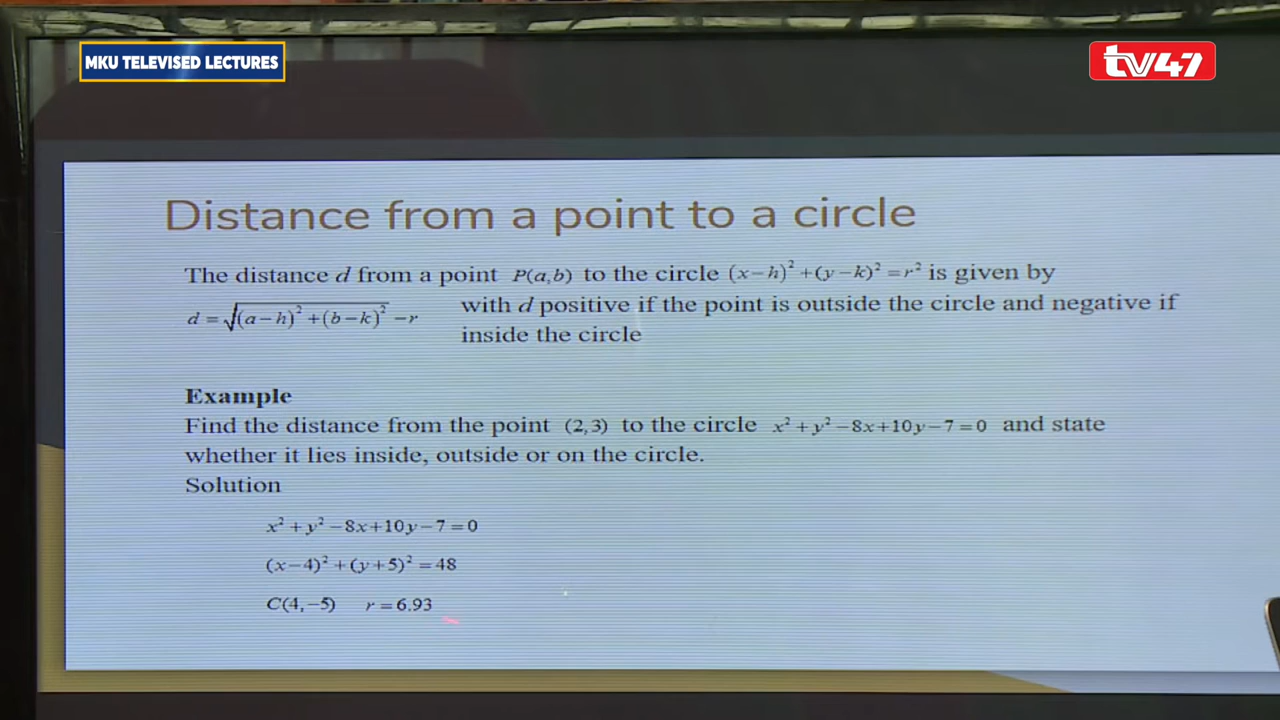 MKU TELEVISED LECTURES
tv47
Distance from a point to a circle
The distance d from a point P(a,b) to the circle (x−h)² +(y−k)² =r² is given by
d =√(a−h)² +(b−k)² −r with d positive if the point is outside the circle and negative if
inside the circle
Example
Find the distance from the point (2,3) to the circle x² + y² −8x+10y−7 =0 and state
whether it lies inside, outside or on the circle.
Solution
x² + y² −8x+10y−7 =0
(x−4)² +(y+5)² =48
C(4,−5) r =6.93